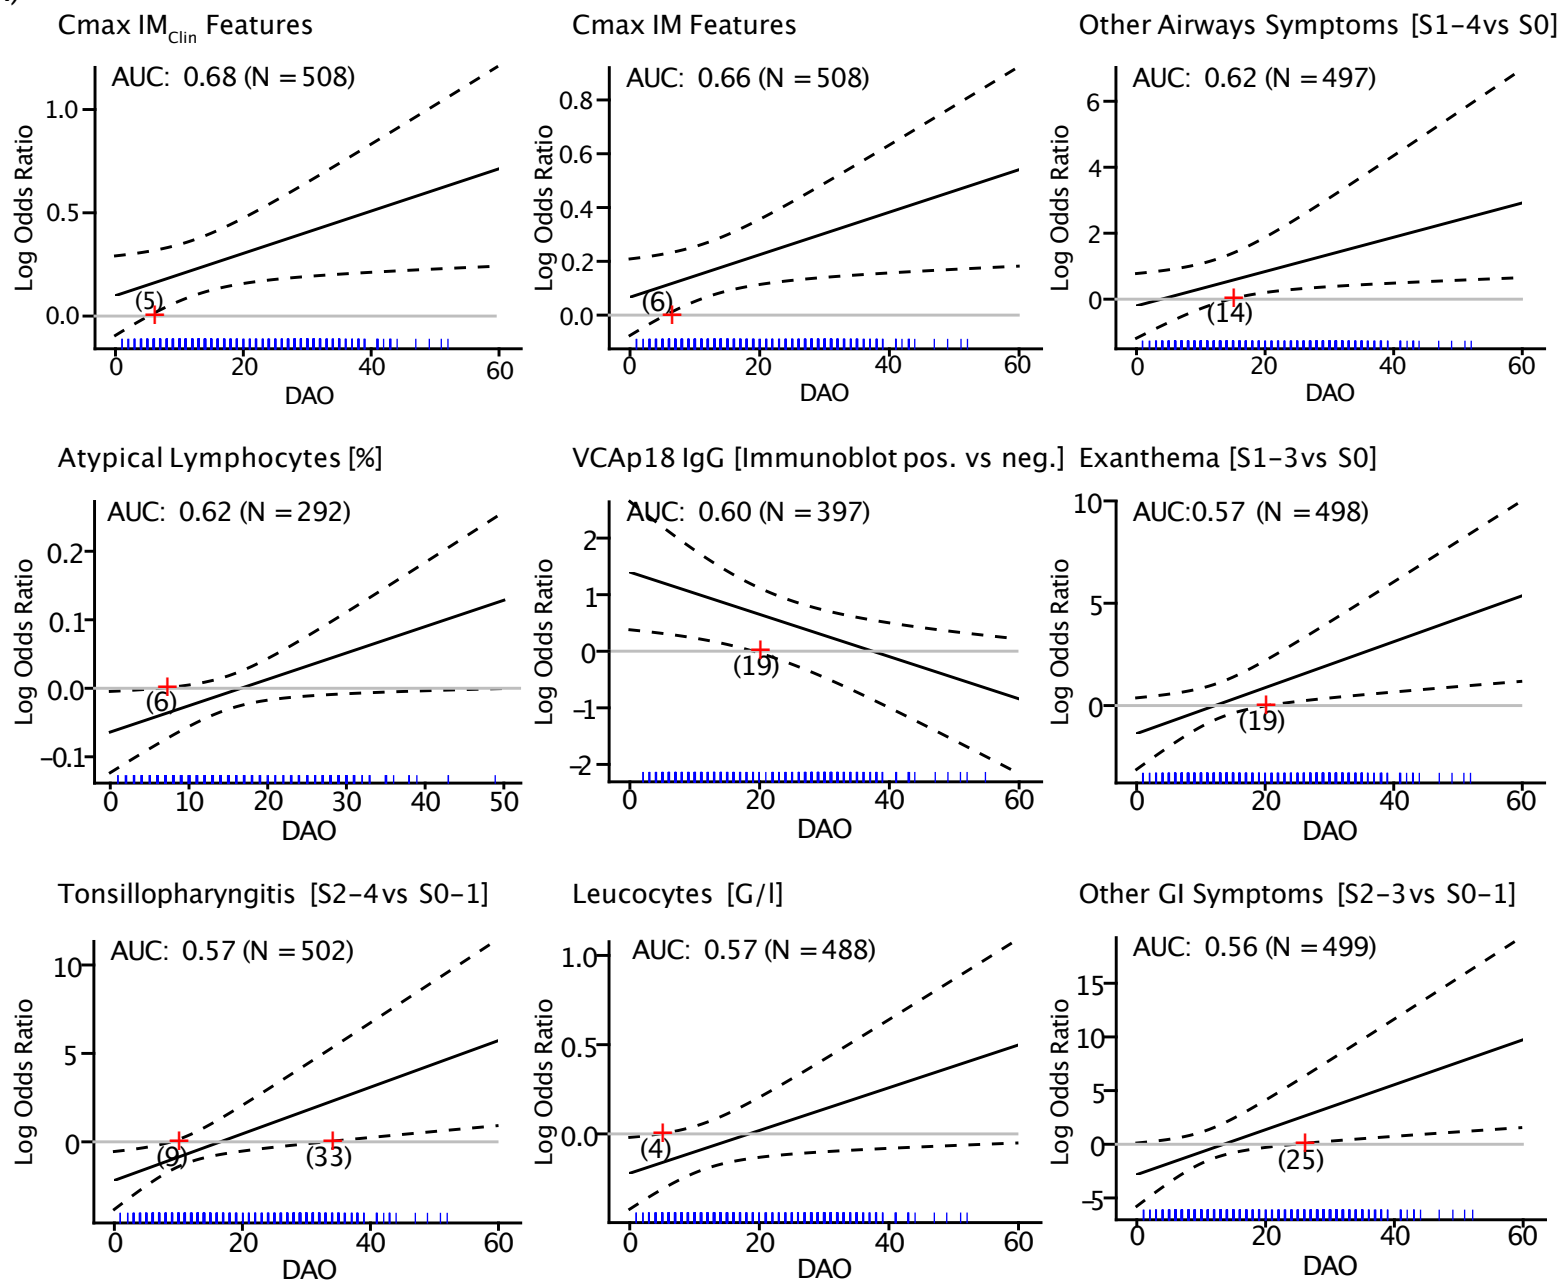 Cmax IMClin Features
AUC: 0.68 (N = 508)
Log Odds Ratio
1.0
0.5
0.0
(5)
0 20 40 60
DAO
Cmax IM Features
AUC: 0.66 (N = 508)
Log Odds Ratio
0.8
0.6
0.4
0.2
0.0
(6)
0 20 40 60
DAO
Other Airways Symptoms [S1–4 vs S0]
AUC: 0.62 (N = 497)
Log Odds Ratio
6
4
2
0
(14)
0 20 40 60
DAO
Atypical Lymphocytes [%]
AUC: 0.62 (N = 292)
Log Odds Ratio
0.2
0.1
0.0
–0.1
(6)
0 10 20 30 40 50
DAO
VCAp18 IgG [Immunoblot pos. vs neg.]
AUC: 0.60 (N = 397)
Log Odds Ratio
2
1
0
–1
–2
(19)
0 20 40 60
DAO
Exanthema [S1–3 vs S0]
AUC:0.57 (N = 498)
Log Odds Ratio
10
5
0
(19)
0 20 40 60
DAO
Tonsillopharyngitis [S2–4 vs S0–1]
AUC: 0.57 (N = 502)
Log Odds Ratio
10
5
0
(9) (33)
0 20 40 60
DAO
Leucocytes [G/l]
AUC: 0.57 (N = 488)
Log Odds Ratio
1.0
0.5
0.0
(4)
0 20 40 60
DAO
Other GI Symptoms [S2–3 vs S0–1]
AUC: 0.56 (N = 499)
Log Odds Ratio
15
10
5
0
–5
(25)
0 20 40 60
DAO